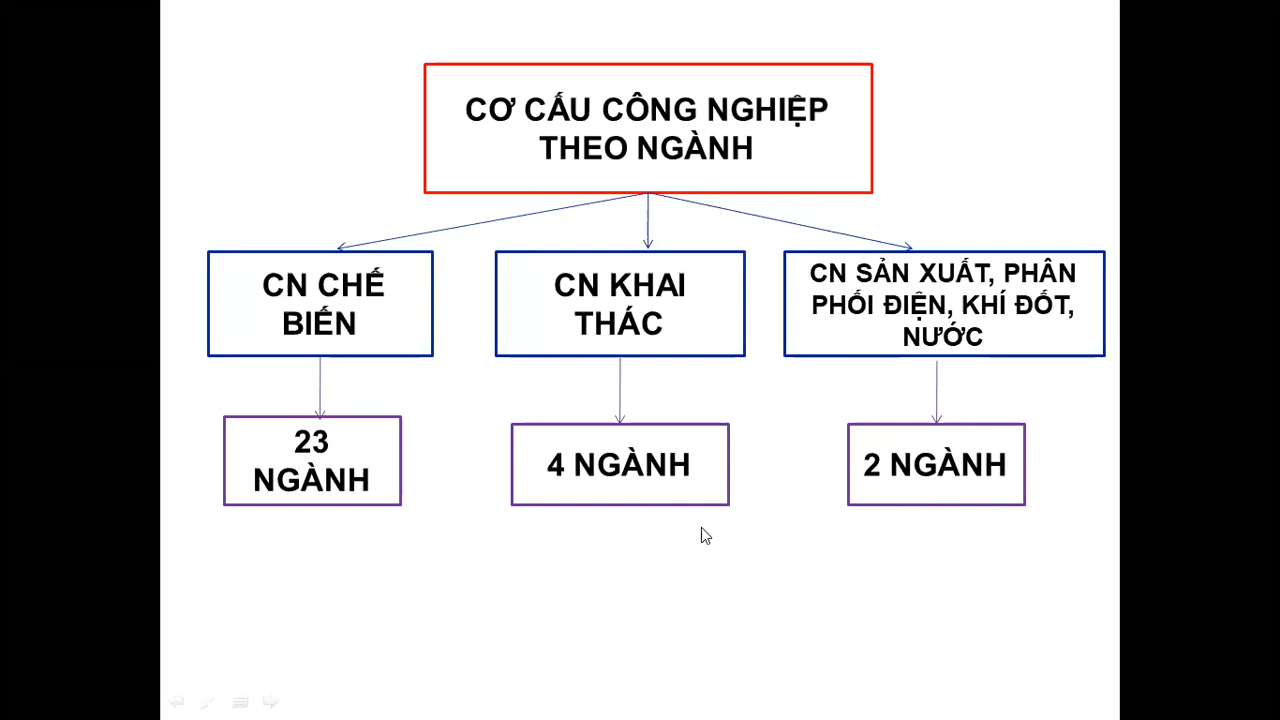 CƠ CẤU CÔNG NGHIỆP
THEO NGÀNH
CN CHẾ
BIẾN
CN KHAI
THÁC
CN SẢN XUẤT, PHÂN
PHỐI ĐIỆN, KHÍ ĐỐT,
NƯỚC
23
NGÀNH
4 NGÀNH
2 NGÀNH